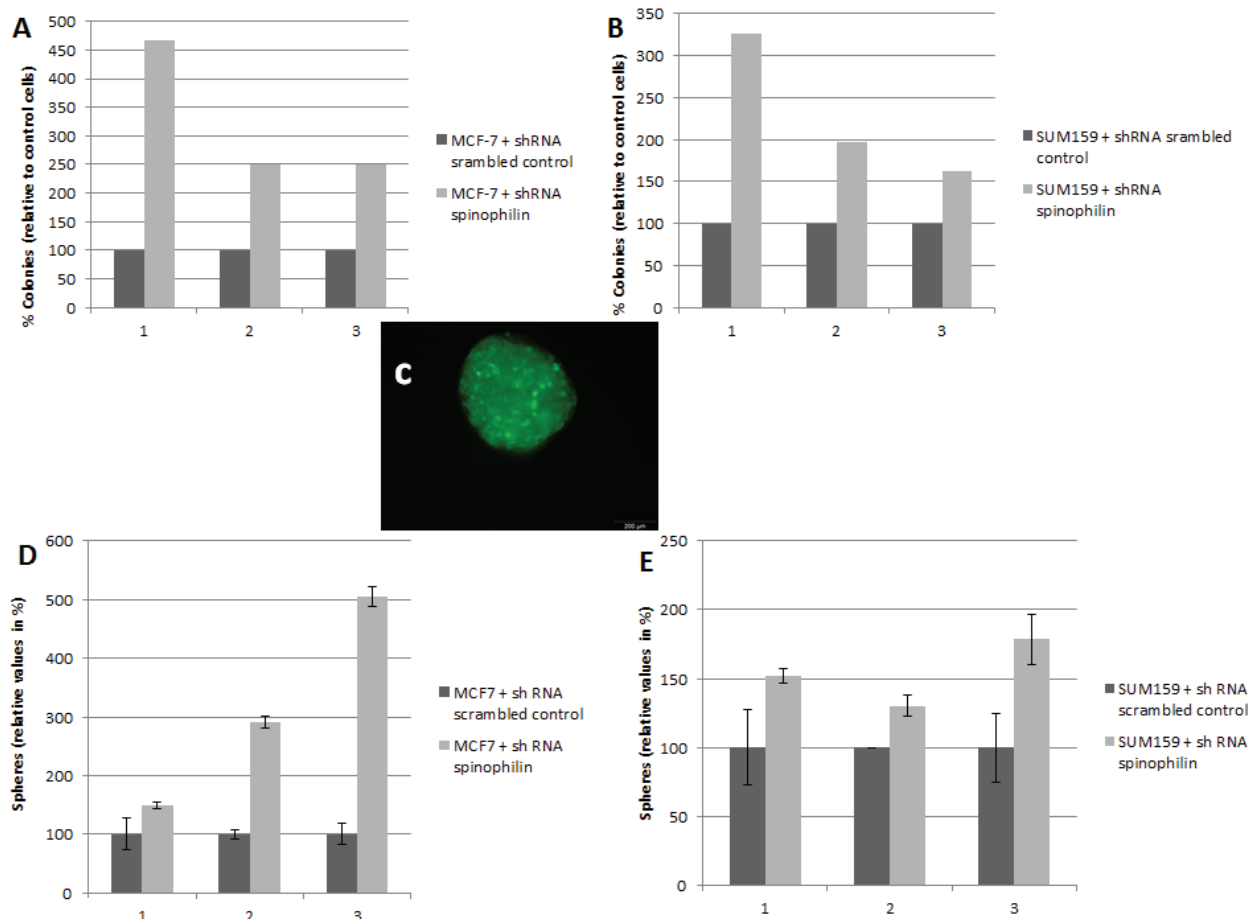 A
% Colonies (relative to control cells)
500
450
400
350
300
250
200
150
100
50
0
1
2
3
MCF-7 + shRNA
srambled control
MCF-7 + shRNA
spinophilin
B
% Colonies (relative to control cells)
350
300
250
200
150
100
50
0
1
2
3
SUM159 + shRNA srambled
control
SUM159 + shRNA
spinophilin
C
200 µm
D
Spheres (relative values in %)
600
500
400
300
200
100
0
1
2
3
MCF7 + sh RNA
scrambled control
MCF7 + sh RNA
spinophilin
E
Spheres (relative values in %)
250
200
150
100
50
0
1
2
3
SUM159 + sh RNA
scrambled control
SUM159 + sh RNA
spinophilin